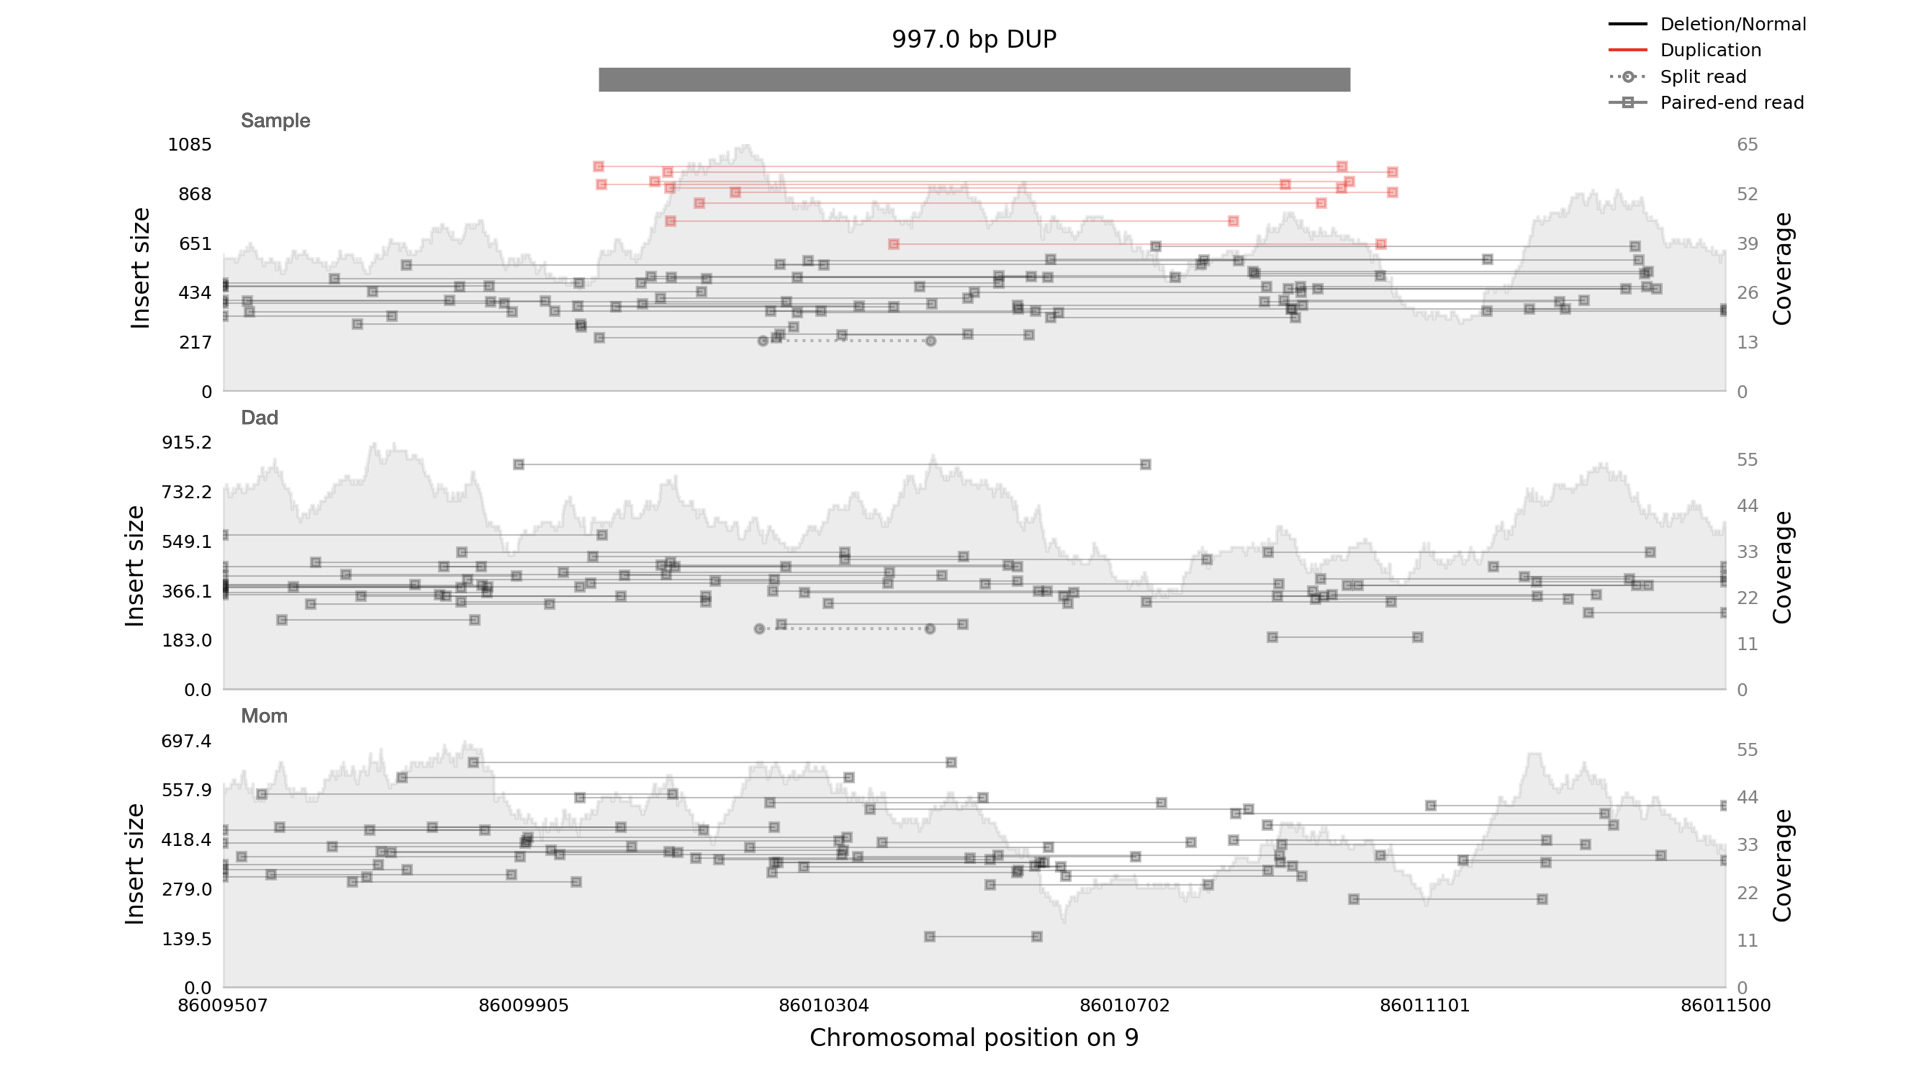 997.0 bp DUP
Deletion/Normal
Duplication
Split read
Paired-end read
Sample
1085
868
651
434
217
0
Insert size
65
52
39
26
13
0
Coverage
Dad
915.2
732.2
549.1
366.1
183.0
0.0
Insert size
55
44
33
22
11
0
Coverage
Mom
697.4
557.9
418.4
279.0
139.5
0.0
Insert size
55
44
33
22
11
0
Coverage
86009507 86009905 86010304 86010702 86011101 86011500
Chromosomal position on 9